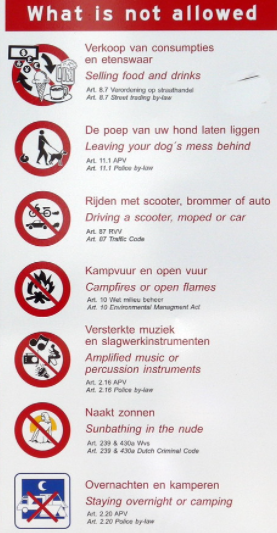 What is not allowed
Verkoop van consumpties
en etenswaar
Selling food and drinks
Art. 8.7 Verordening op straathandel
Art. 8.7 Street trading by-law
De poep van uw hond laten liggen
Leaving your dog´s mess behind
Art. 11.1 APV
Art. 11.1 Police by-law
Rijden met scooter, brommer of auto
Driving a scooter, moped or car
Art. 87 RVV
Art. 87 Traffic Code
Kampvuur en open vuur
Campfires or open flames
Art. 10 Wet milieu beheer
Art. 10 Environmental Managment Act
Versterkte muziek
en slagwerkinstrumenten
Amplified music or
percussion instruments
Art. 2.16 APV
Art. 2.16 Police by-law
Naakt zonnen
Sunbathing in the nude
Art. 239 & 430a Wvs
Art. 239 & 430a Dutch Criminal Code
Overnachten en kamperen
Staying overnight or camping
Art. 2.20 APV
Art. 2.20 Police by-law